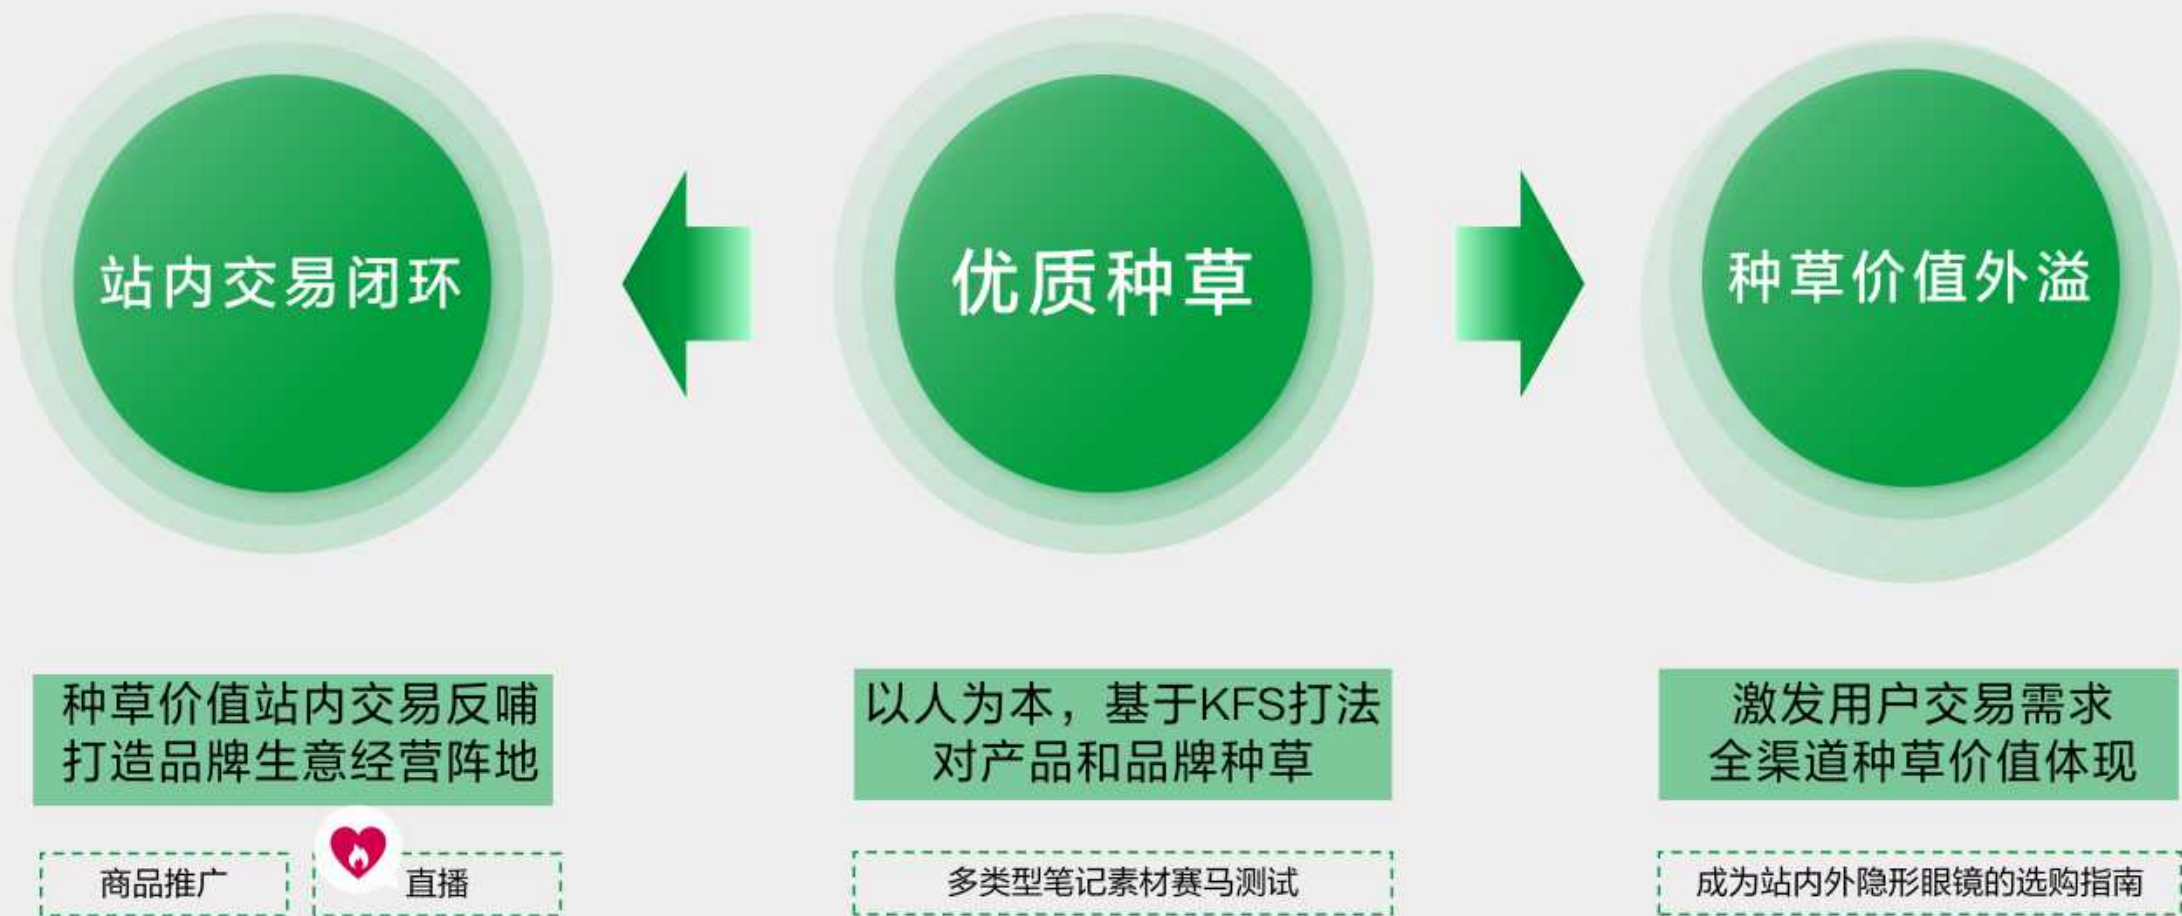 站内交易闭环
优质种草
种草价值外溢
种草价值站内交易反哺
打造品牌生意经营阵地
以人为本，基于KFS打法
对产品和品牌种草
激发用户交易需求
全渠道种草价值体现
商品推广
直播
多类型笔记素材赛马测试
成为站内外隐形眼镜的选购指南